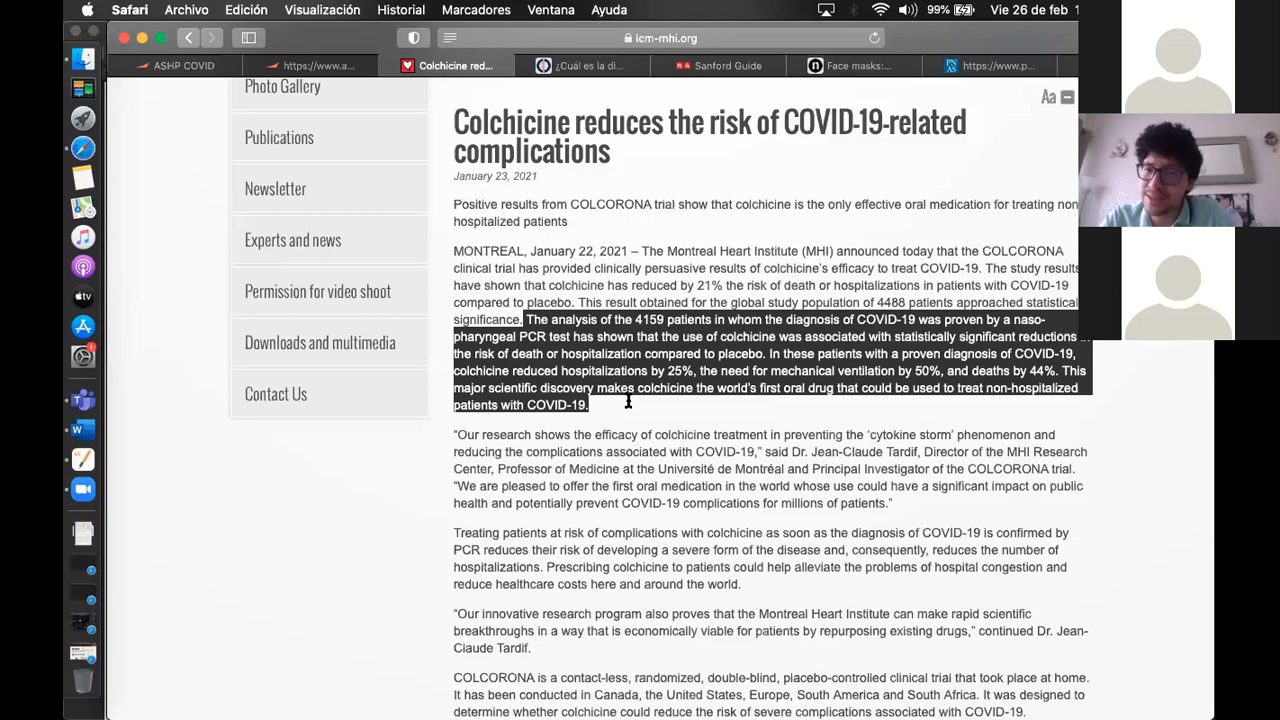 Safari Archivo Edición Visualización Historial Marcadores Ventana Ayuda 99% Vie 26 de feb 1
icm-mhi.org
ASHP COVID https://www.a... Colchicine red... ¿Cuál es la di... Sanford Guide Face masks:... https://www.p...
Photo Gallery
Publications
Newsletter
Experts and news
Permission for video shoot
Downloads and multimedia
Contact Us
Aa
Colchicine reduces the risk of COVID-19-related
complications
January 23, 2021
Positive results from COLCORONA trial show that colchicine is the only effective oral medication for treating non
hospitalized patients
MONTREAL, January 22, 2021 – The Montreal Heart Institute (MHI) announced today that the COLCORONA
clinical trial has provided clinically persuasive results of colchicine's efficacy to treat COVID-19. The study results
have shown that colchicine has reduced by 21% the risk of death or hospitalizations in patients with COVID-19
compared to placebo. This result obtained for the global study population of 4488 patients approached statistical
significance. The analysis of the 4159 patients in whom the diagnosis of COVID-19 was proven by a naso-
pharyngeal PCR test has shown that the use of colchicine was associated with statistically significant reductions in
the risk of death or hospitalization compared to placebo. In these patients with a proven diagnosis of COVID-19,
colchicine reduced hospitalizations by 25%, the need for mechanical ventilation by 50%, and deaths by 44%. This
major scientific discovery makes colchicine the world's first oral drug that could be used to treat non-hospitalized
patients with COVID-19.
“Our research shows the efficacy of colchicine treatment in preventing the ‘cytokine storm’ phenomenon and
reducing the complications associated with COVID-19,” said Dr. Jean-Claude Tardif, Director of the MHI Research
Center, Professor of Medicine at the Université de Montréal and Principal Investigator of the COLCORONA trial.
“We are pleased to offer the first oral medication in the world whose use could have a significant impact on public
health and potentially prevent COVID-19 complications for millions of patients.”
Treating patients at risk of complications with colchicine as soon as the diagnosis of COVID-19 is confirmed by
PCR reduces their risk of developing a severe form of the disease and, consequently, reduces the number of
hospitalizations. Prescribing colchicine to patients could help alleviate the problems of hospital congestion and
reduce healthcare costs here and around the world.
“Our innovative research program also proves that the Montreal Heart Institute can make rapid scientific
breakthroughs in a way that is economically viable for patients by repurposing existing drugs,” continued Dr. Jean-
Claude Tardif.
COLCORONA is a contact-less, randomized, double-blind, placebo-controlled clinical trial that took place at home.
It has been conducted in Canada, the United States, Europe, South America and South Africa. It was designed to
determine whether colchicine could reduce the risk of severe complications associated with COVID-19.